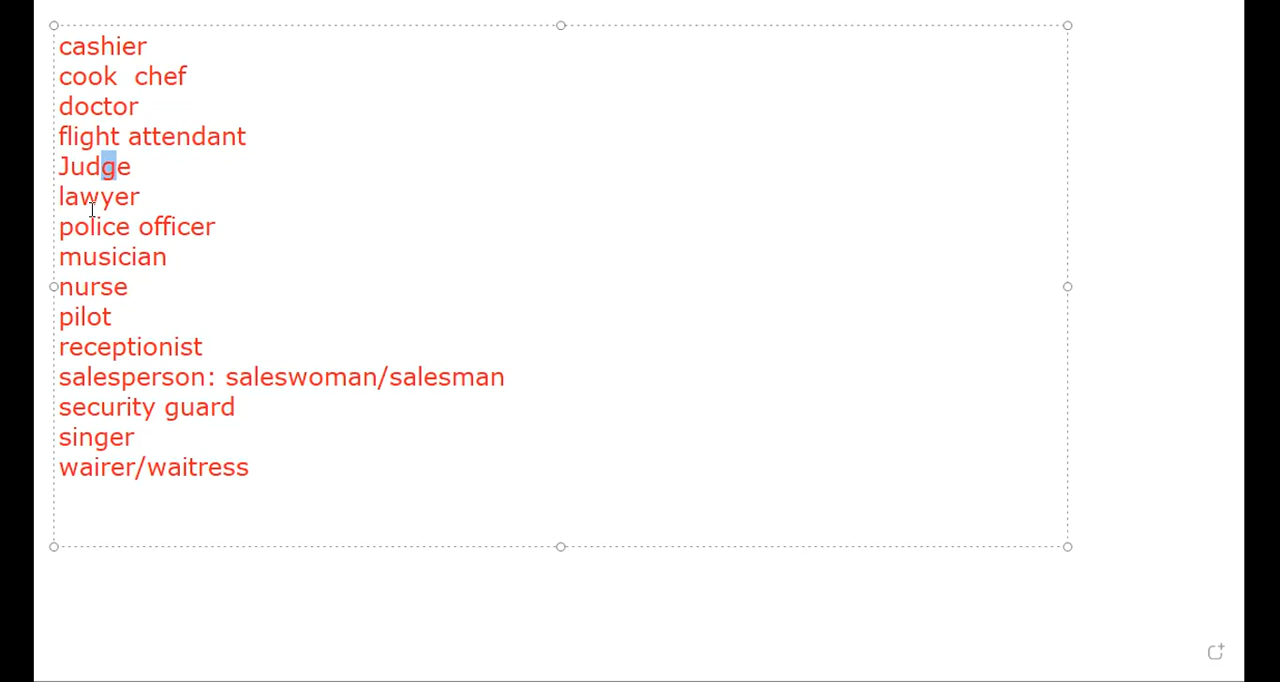 cashier
cook  chef
doctor
flight attendant
Judge
lawyer
police officer
musician
nurse
pilot
receptionist
salesperson: saleswoman/salesman
security guard
singer
wairer/waitress